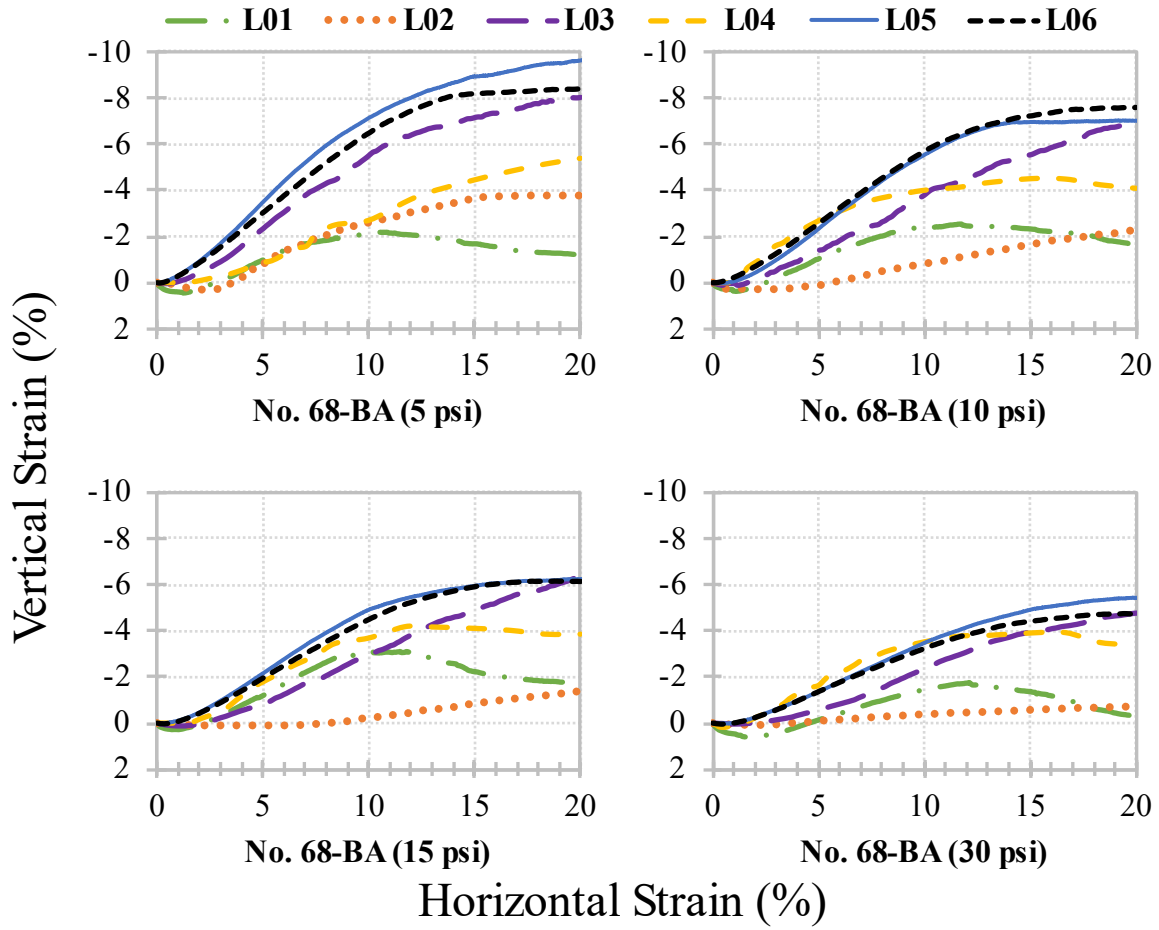 L01 L02 L03 L04 L05 L06
Vertical Strain (%)
-10
-8
-6
-4
-2
0
2
0 5 10 15 20
No. 68-BA (5 psi)
-10
-8
-6
-4
-2
0
2
0 5 10 15 20
No. 68-BA (10 psi)
-10
-8
-6
-4
-2
0
2
0 5 10 15 20
No. 68-BA (15 psi)
-10
-8
-6
-4
-2
0
2
0 5 10 15 20
No. 68-BA (30 psi)
Horizontal Strain (%)